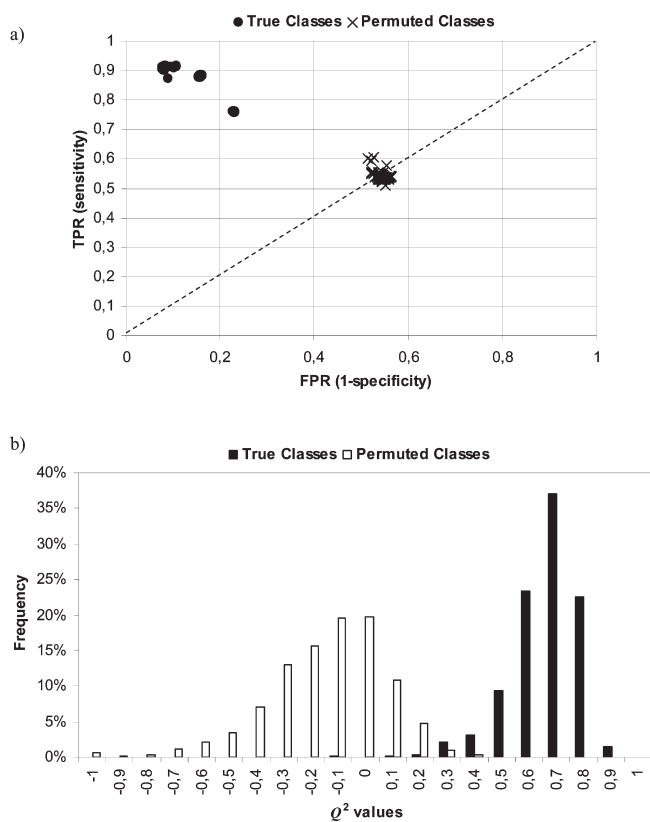 a)
● True Classes × Permuted Classes
TPR (sensitivity)
1
0,9
0,8
0,7
0,6
0,5
0,4
0,3
0,2
0,1
0
0 0,2 0,4 0,6 0,8 1
FPR (1-specificity)
b)
■ True Classes □ Permuted Classes
Frequency
40%
35%
30%
25%
20%
15%
10%
5%
0%
-1 -0,9 -0,8 -0,7 -0,6 -0,5 -0,4 -0,3 -0,2 -0,1 0 0,1 0,2 0,3 0,4 0,5 0,6 0,7 0,8 0,9 1
Q² values